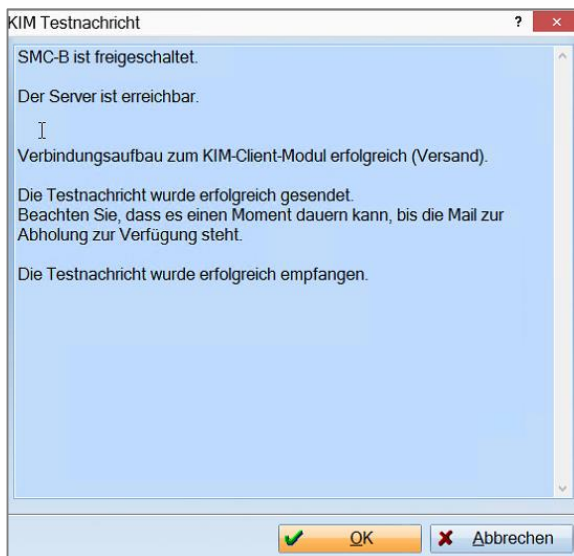 KIM Testnachricht ?
SMC-B ist freigeschaltet.
Der Server ist erreichbar.
Verbindungsaufbau zum KIM-Client-Modul erfolgreich (Versand).
Die Testnachricht wurde erfolgreich gesendet.
Beachten Sie, dass es einen Moment dauern kann, bis die Mail zur
Abholung zur Verfügung steht.
Die Testnachricht wurde erfolgreich empfangen.
OK Abbrechen